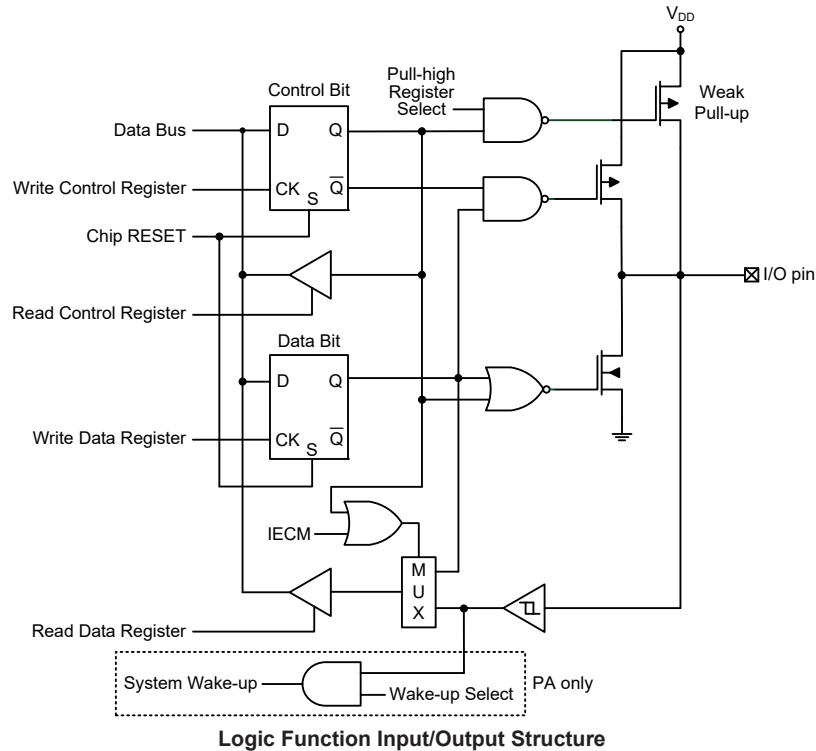 V_DD
Pull-high
Register
Select
Weak
Pull-up
Control Bit
Data Bus
D
Q
Write Control Register
CK
S
Q̅
Chip RESET
I/O pin
Read Control Register
Data Bit
D
Q
Write Data Register
CK
S
Q̅
IECM
M
U
X
Read Data Register
System Wake-up
Wake-up Select
PA only
Logic Function Input/Output Structure